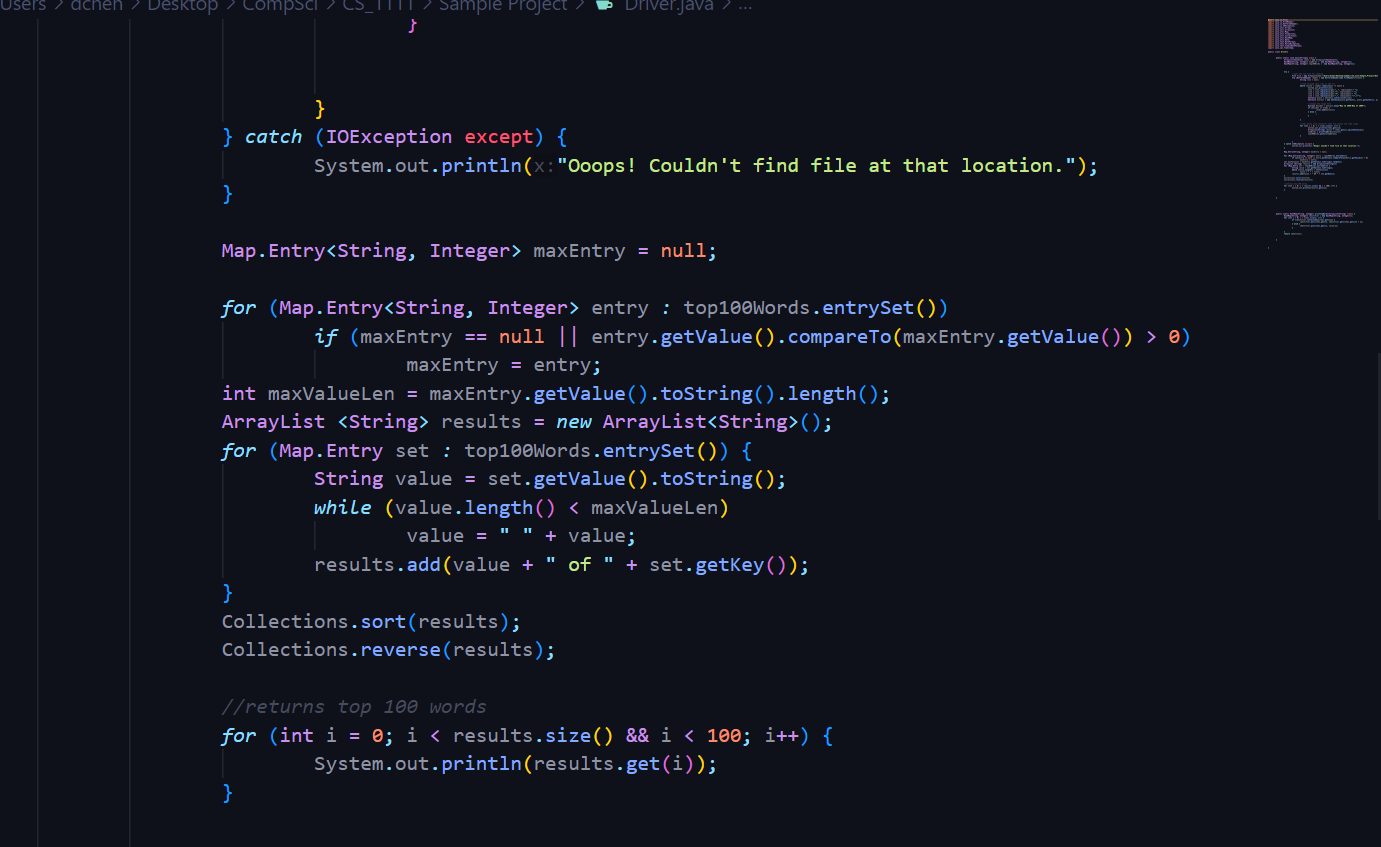 Users > dchen > Desktop > CompSci > CS_1111 > Sample Project > Driver.java > ...
}
}
} catch (IOException except) {
System.out.println(x:"Ooops! Couldn't find file at that location.");
}
Map.Entry<String, Integer> maxEntry = null;
for (Map.Entry<String, Integer> entry : top100Words.entrySet())
if (maxEntry == null || entry.getValue().compareTo(maxEntry.getValue()) > 0)
maxEntry = entry;
int maxValueLen = maxEntry.getValue().toString().length();
ArrayList <String> results = new ArrayList<String>();
for (Map.Entry set : top100Words.entrySet()) {
String value = set.getValue().toString();
while (value.length() < maxValueLen)
value = " " + value;
results.add(value + " of " + set.getKey());
}
Collections.sort(results);
Collections.reverse(results);
//returns top 100 words
for (int i = 0; i < results.size() && i < 100; i++) {
System.out.println(results.get(i));
}